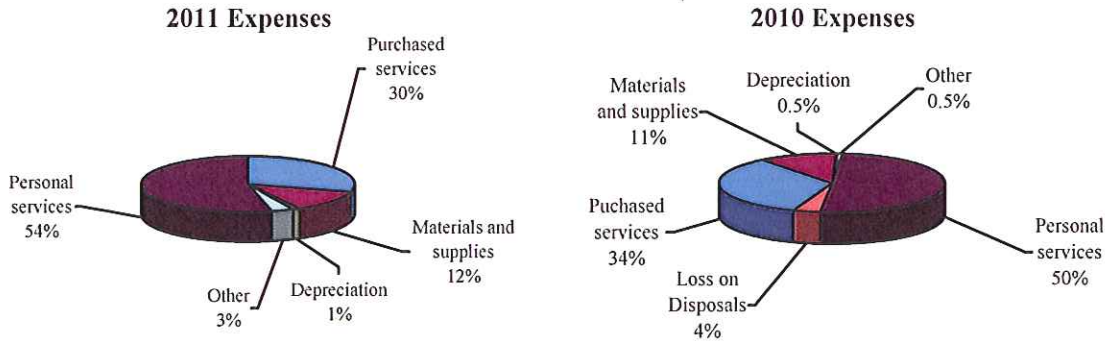 2011 Expenses
Purchased
services
30%
Personal
services
54%
Materials and
supplies
12%
Depreciation
1%
Other
3%
2010 Expenses
Depreciation
0.5%
Other
0.5%
Materials
and supplies
11%
Puchased
services
34%
Loss on
Disposals
4%
Personal
services
50%